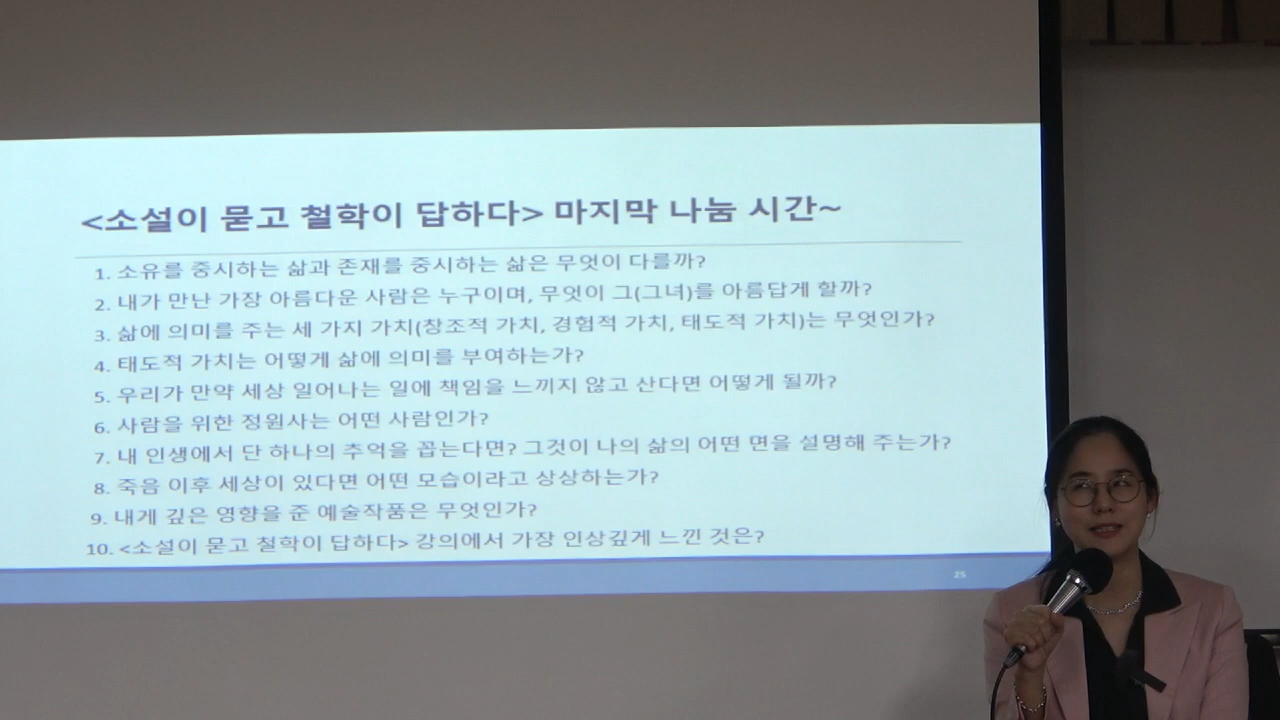 <소설이 묻고 철학이 답하다> 마지막 나눔 시간~
1. 소유를 중시하는 삶과 존재를 중시하는 삶은 무엇이 다를까?
2. 내가 만난 가장 아름다운 사람은 누구이며, 무엇이 그(그녀)를 아름답게 할까?
3. 삶에 의미를 주는 세 가지 가치(창조적 가치, 경험적 가치, 태도적 가치)는 무엇인가?
4. 태도적 가치는 어떻게 삶에 의미를 부여하는가?
5. 우리가 만약 세상 일어나는 일에 책임을 느끼지 않고 산다면 어떻게 될까?
6. 사람을 위한 정원사는 어떤 사람인가?
7. 내 인생에서 단 하나의 추억을 꼽는다면? 그것이 나의 삶의 어떤 면을 설명해 주는가?
8. 죽음 이후 세상이 있다면 어떤 모습이라고 상상하는가?
9. 내게 깊은 영향을 준 예술작품은 무엇인가?
10. <소설이 묻고 철학이 답하다> 강의에서 가장 인상깊게 느낀 것은?
25